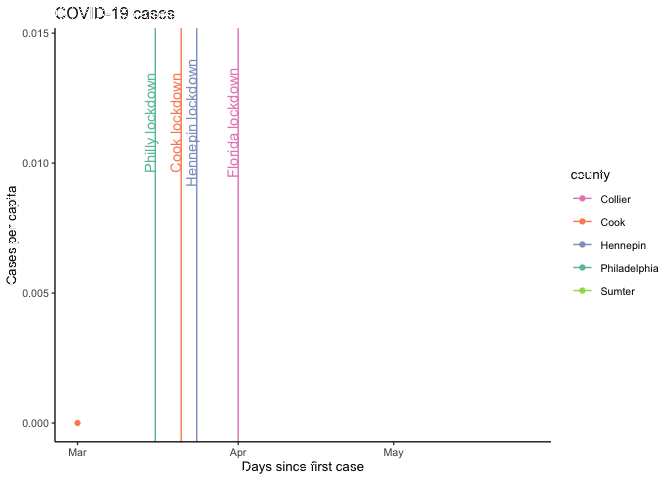 COVID-19 cases
0.015
0.010
0.005
0.000
Cases per capita
Philly lockdown
Cook lockdown
Hennepin lockdown
Florida lockdown
Mar
Apr
May
Days since first case
county
Collier
Cook
Hennepin
Philadelphia
Sumter